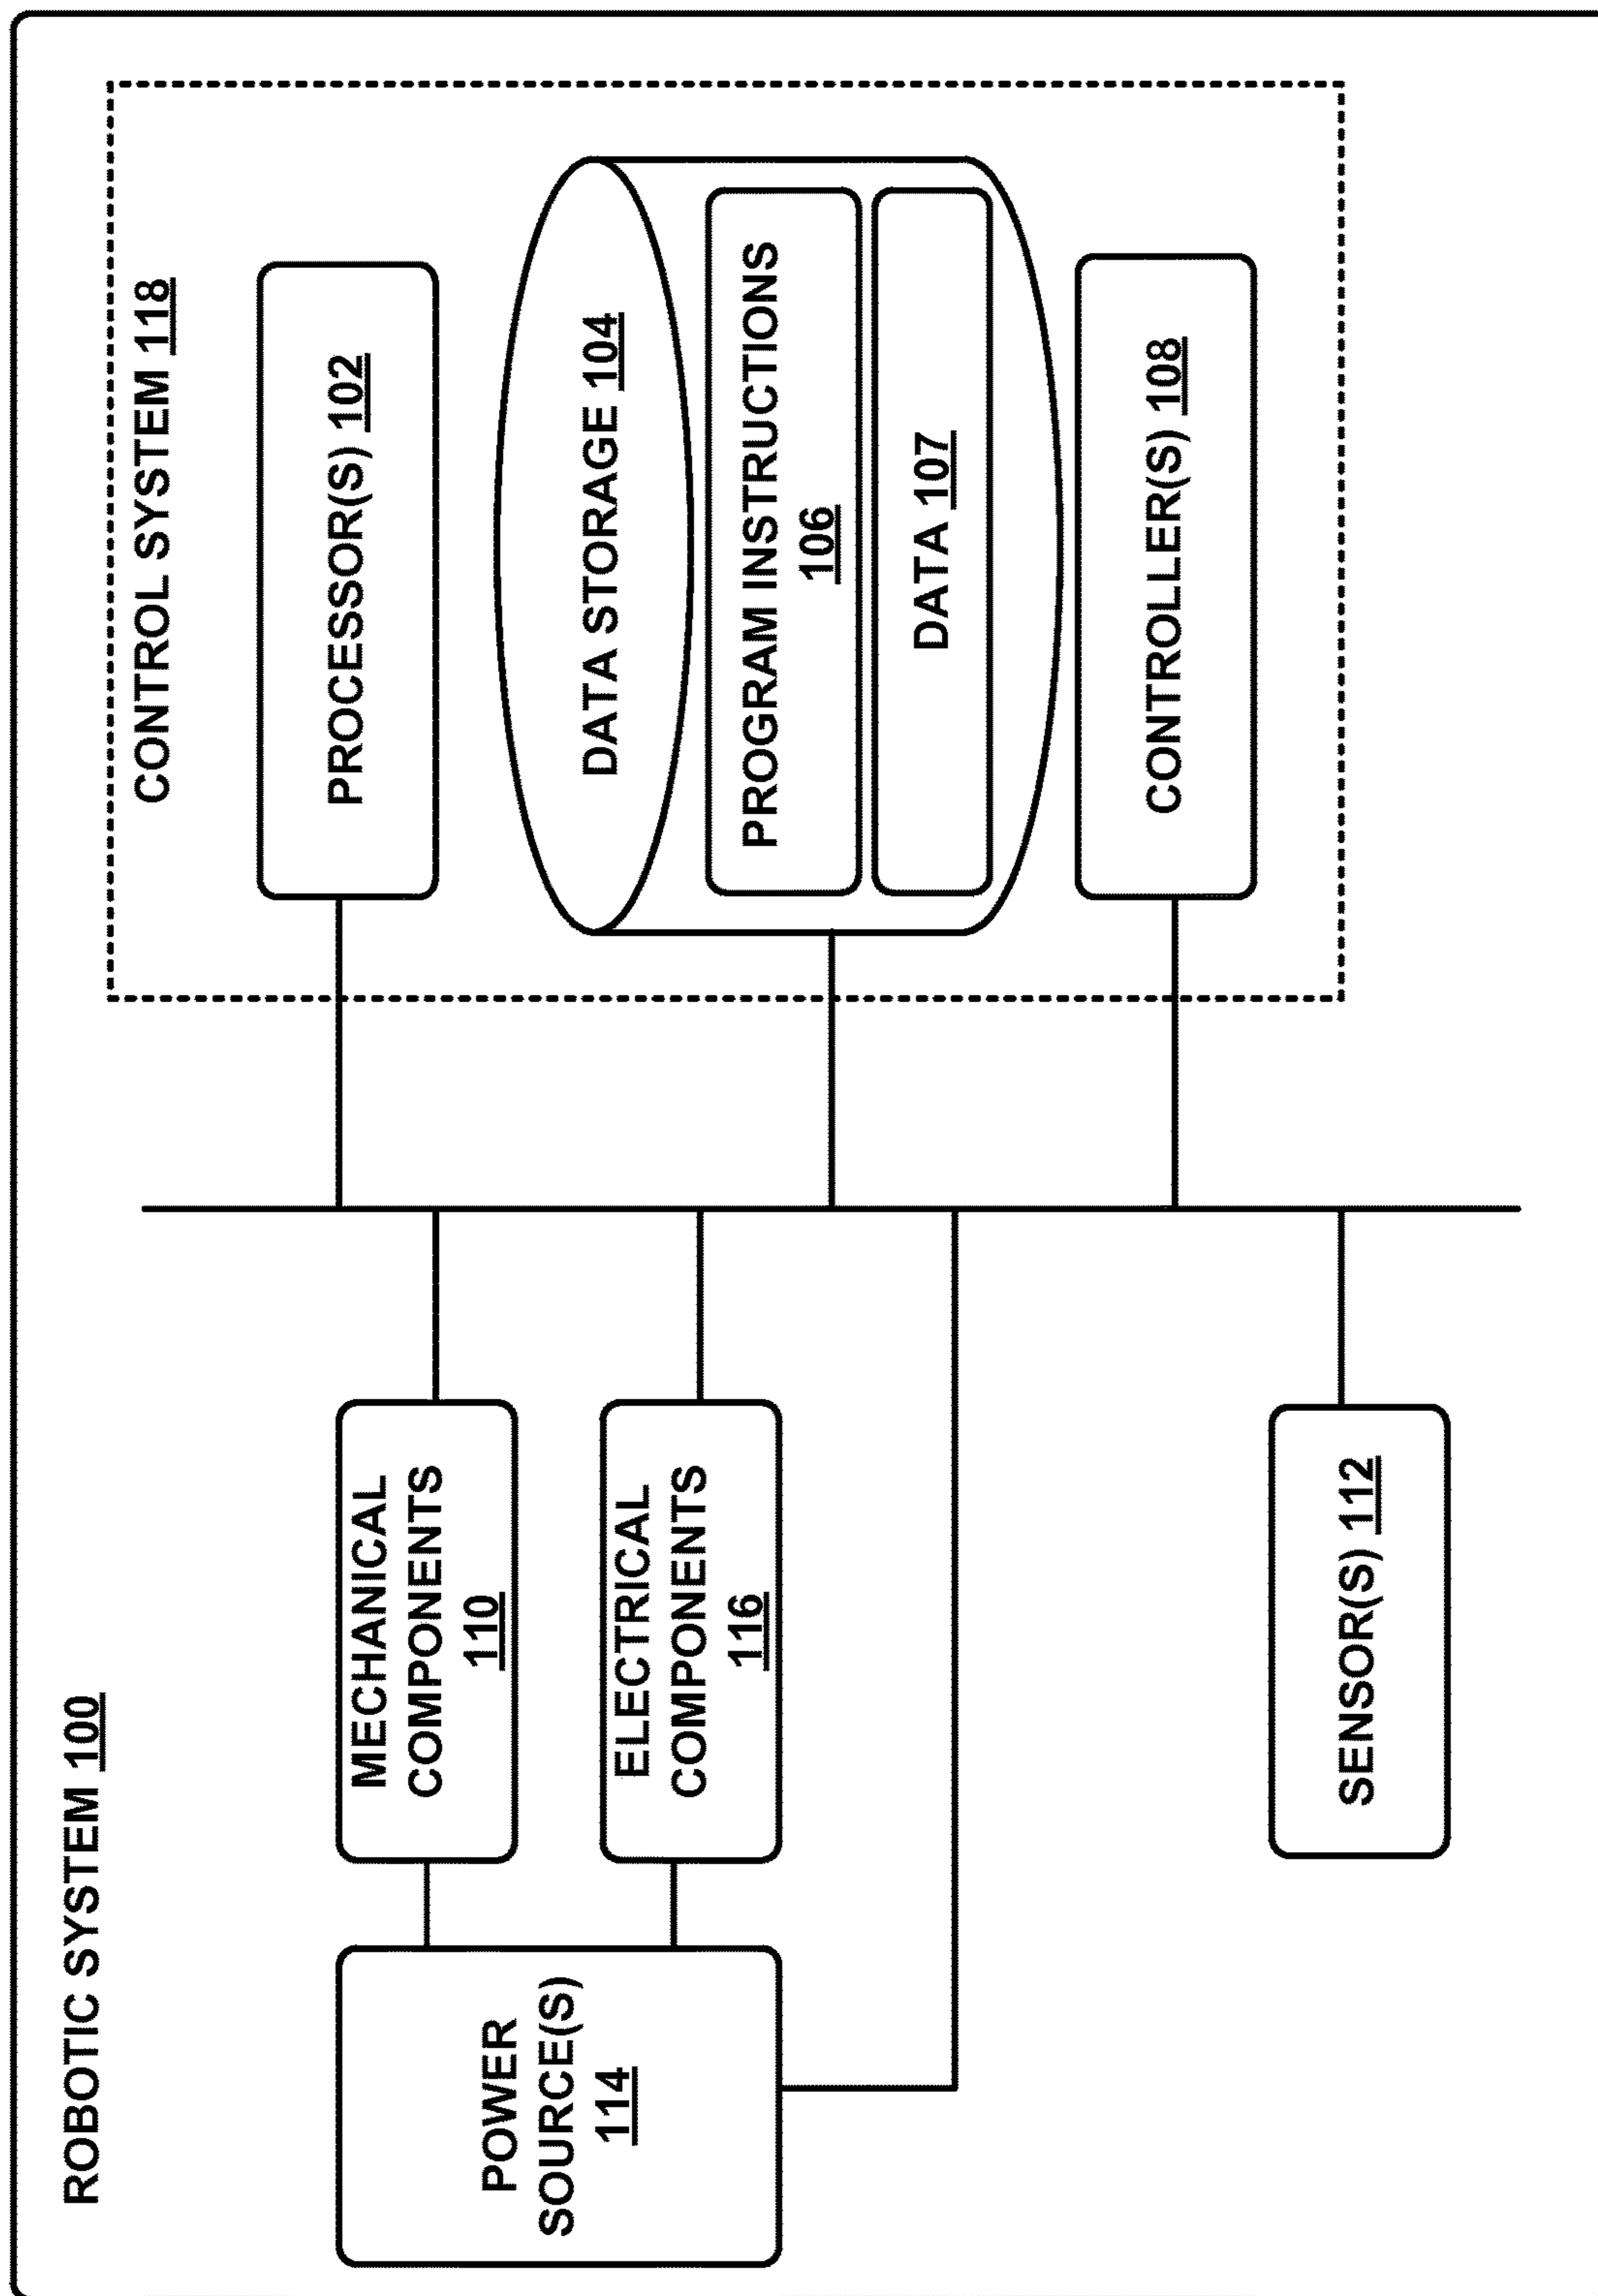 ROBOTIC SYSTEM 100
CONTROL SYSTEM 118
PROCESSOR(S) 102
MECHANICAL
COMPONENTS
110
POWER
SOURCE(S)
114
ELECTRICAL
COMPONENTS
116
DATA STORAGE 104
PROGRAM INSTRUCTIONS
106
DATA 107
CONTROLLER(S) 108
SENSOR(S) 112